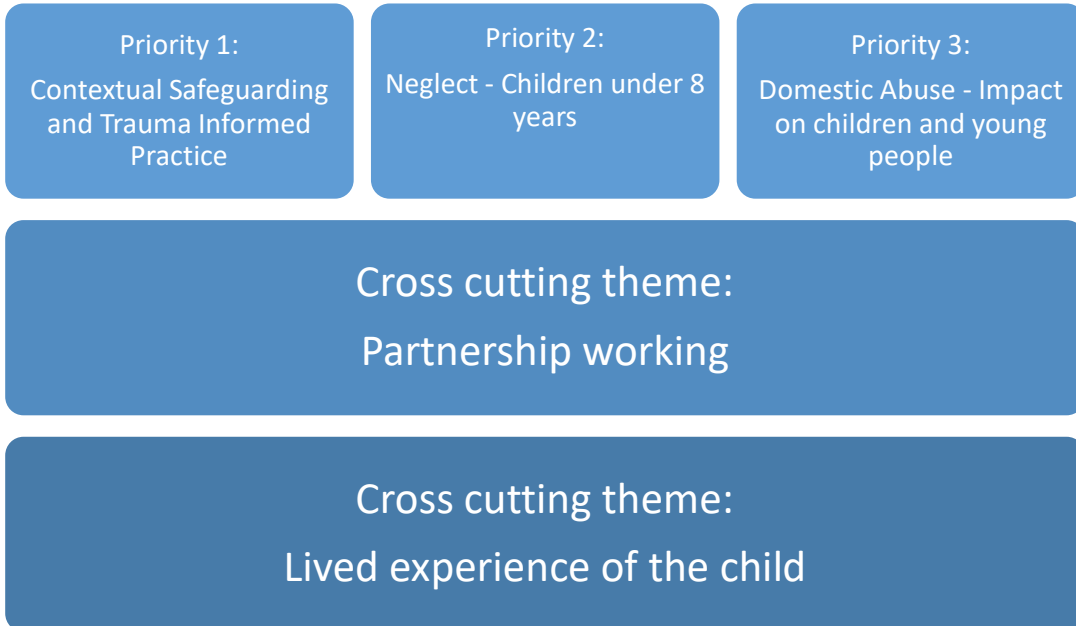 Priority 1:
Contextual Safeguarding
and Trauma Informed
Practice
Priority 2:
Neglect - Children under 8
years
Priority 3:
Domestic Abuse - Impact
on children and young
people
Cross cutting theme:
Partnership working
Cross cutting theme:
Lived experience of the child